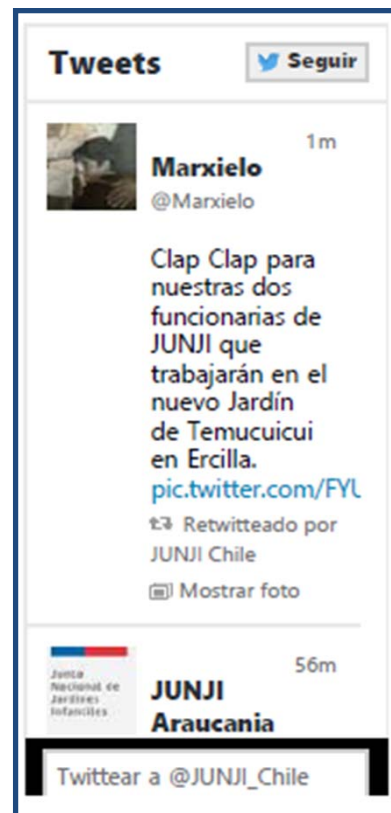 Tweets
Seguir
1m
Marxielo
@Marxielo
Clap Clap para
nuestras dos
funcionarias de
JUNJI que
trabajarán en el
nuevo Jardín
de Temucuicui
en Ercilla.
pic.twitter.com/FYU
Retwitteado por
JUNJI Chile
Mostrar foto
56m
Junta
Nacional de
Jardines
Infantiles
JUNJI
Araucania
Twittear a @JUNJI_Chile